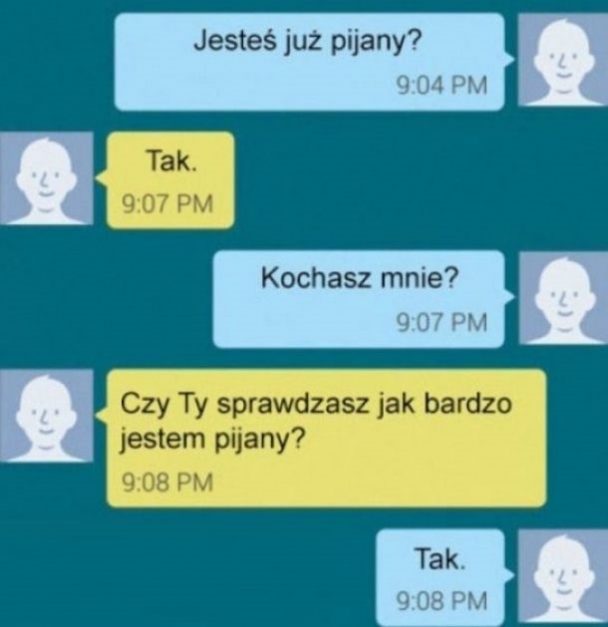 Jesteś już pijany?
9:04 PM
Tak.
9:07 PM
Kochasz mnie?
9:07 PM
Czy Ty sprawdzasz jak bardzo
jestem pijany?
9:08 PM
Tak.
9:08 PM